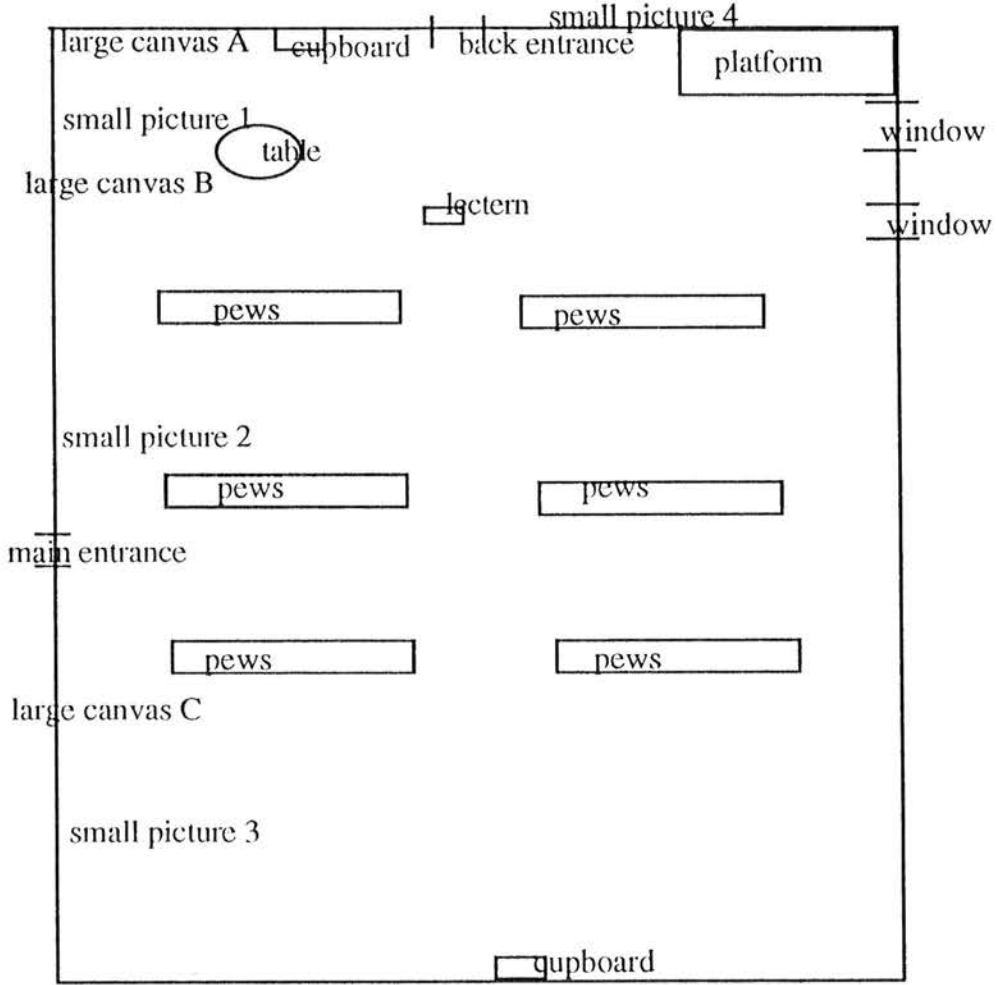 small picture 4
large canvas A
cupboard
back entrance
platform
small picture 1
window
table
large canvas B
lectern
window
pews
pews
small picture 2
pews
pews
main entrance
pews
pews
large canvas C
small picture 3
cupboard